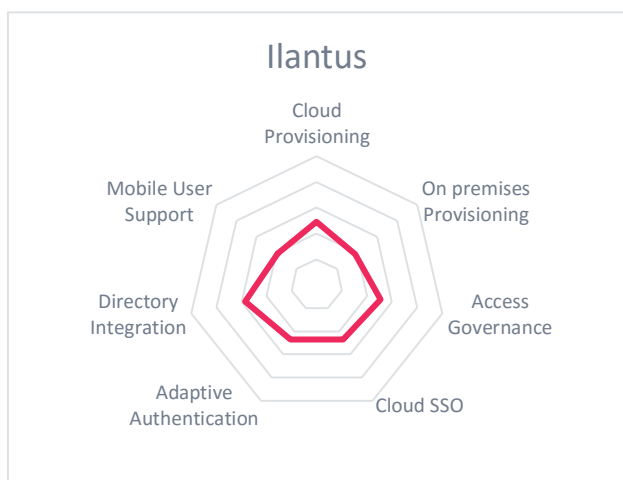 Ilantus
Cloud
Provisioning
On premises
Provisioning
Access
Governance
Cloud SSO
Adaptive
Authentication
Directory
Integration
Mobile User
Support